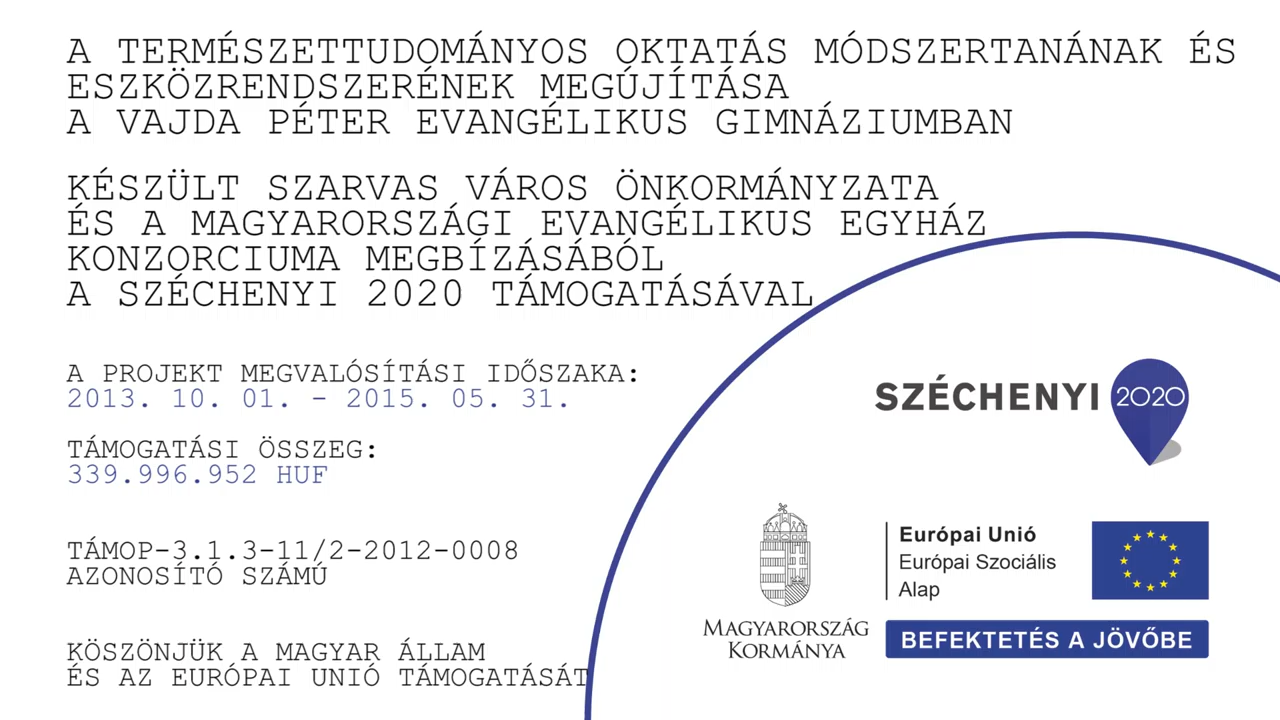 A TERMÉSZETTUDOMÁNYOS OKTATÁS MÓDSZERTANÁNAK ÉS
ESZKÖZRENDSZERÉNEK MEGÚJÍTÁSA
A VAJDA PÉTER EVANGÉLIKUS GIMNÁZIUMBAN
KÉSZÜLT SZARVAS VÁROS ÖNKORMÁNYZATA
ÉS A MAGYARORSZÁGI EVANGÉLIKUS EGYHÁZ
KONZORCIUMA MEGBÍZÁSÁBÓL
A SZÉCHENYI 2020 TÁMOGATÁSÁVAL
A PROJEKT MEGVALÓSÍTÁSI IDŐSZAKA:
2013. 10. 01. - 2015. 05. 31.
TÁMOGATÁSI ÖSSZEG:
339.996.952 HUF
TÁMOP-3.1.3-11/2-2012-0008
AZONOSÍTÓ SZÁMÚ
KÖSZÖNJÜK A MAGYAR ÁLLAM
ÉS AZ EURÓPAI UNIÓ TÁMOGATÁSÁT
SZÉCHENYI 2020
MAGYARORSZÁG
KORMÁNYA
Európai Unió
Európai Szociális
Alap
BEFEKTETÉS A JÖVŐBE